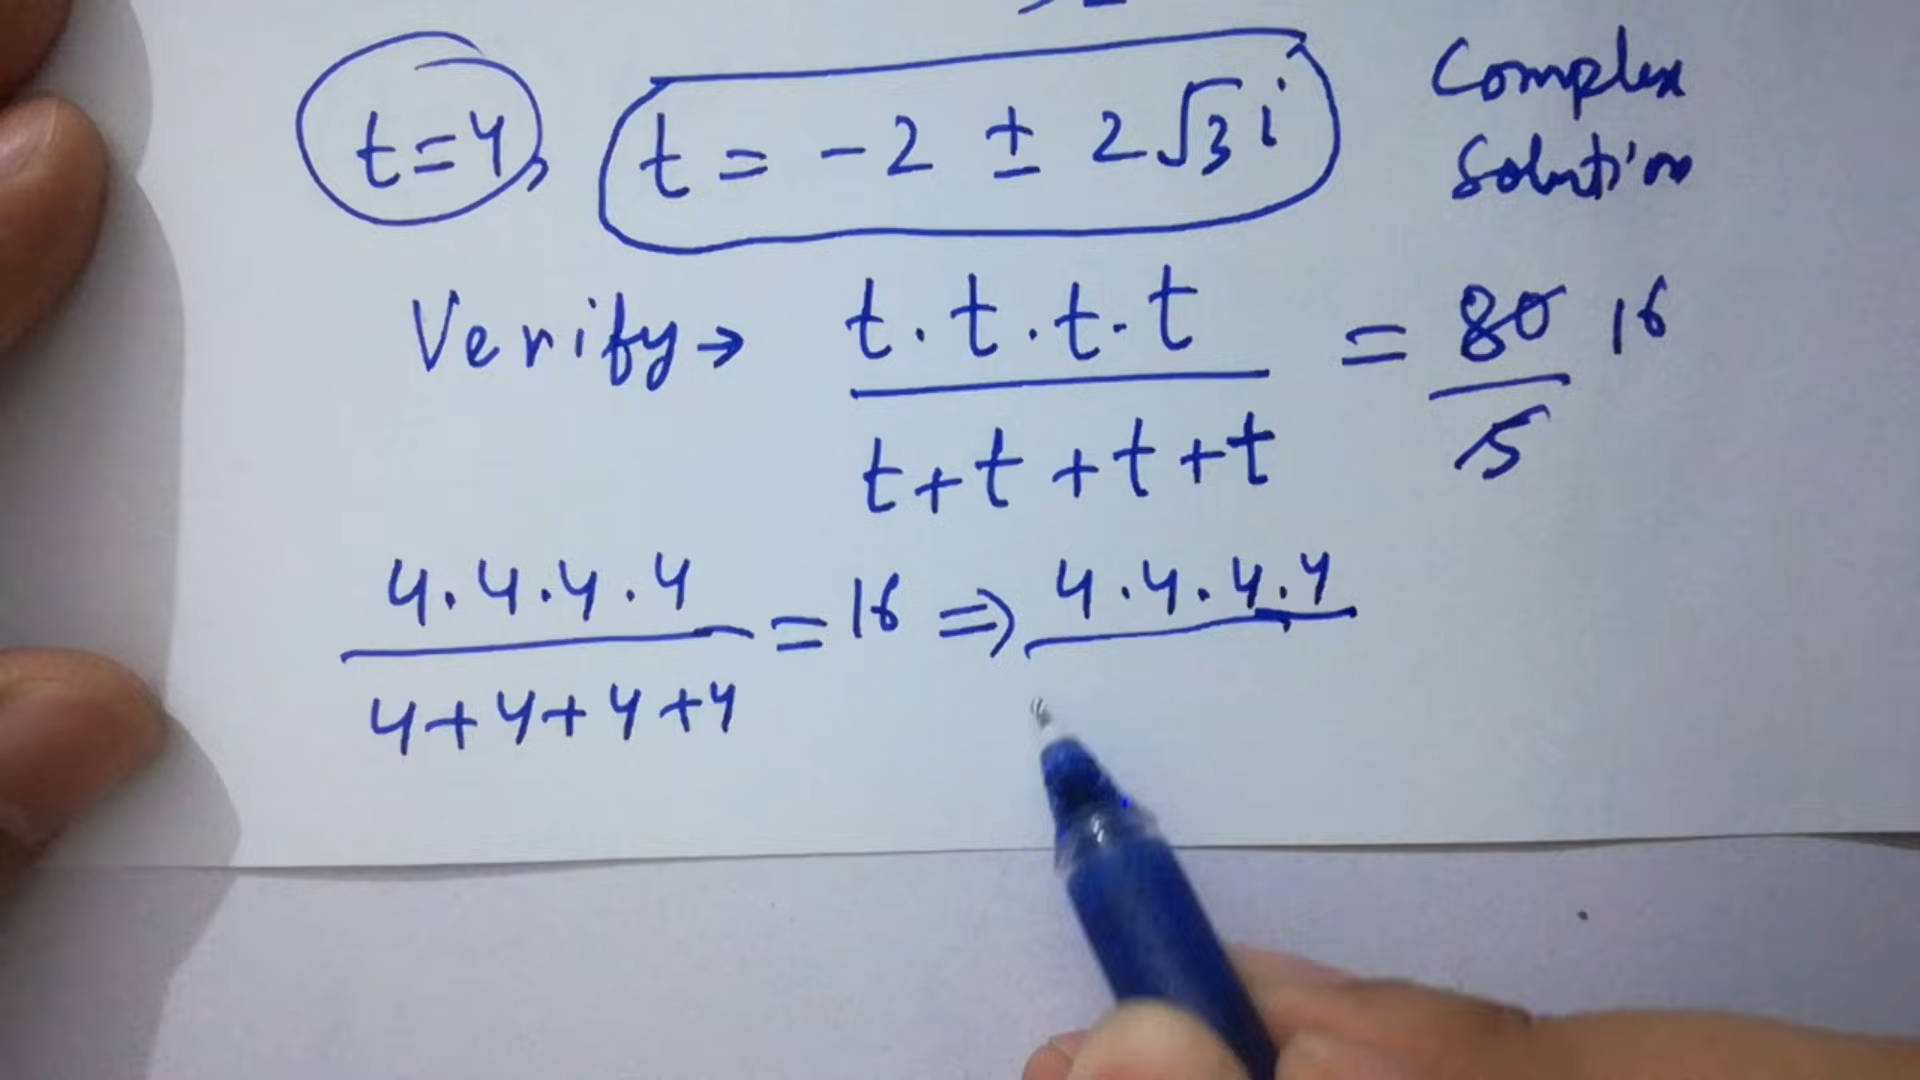 t=4, t = -2 ± 2√3 i Complex Solution
Verify → t.t.t.t / t+t+t+t = 80/5 16
4.4.4.4 / 4+4+4+4 = 16 ⇒ 4.4.4.4